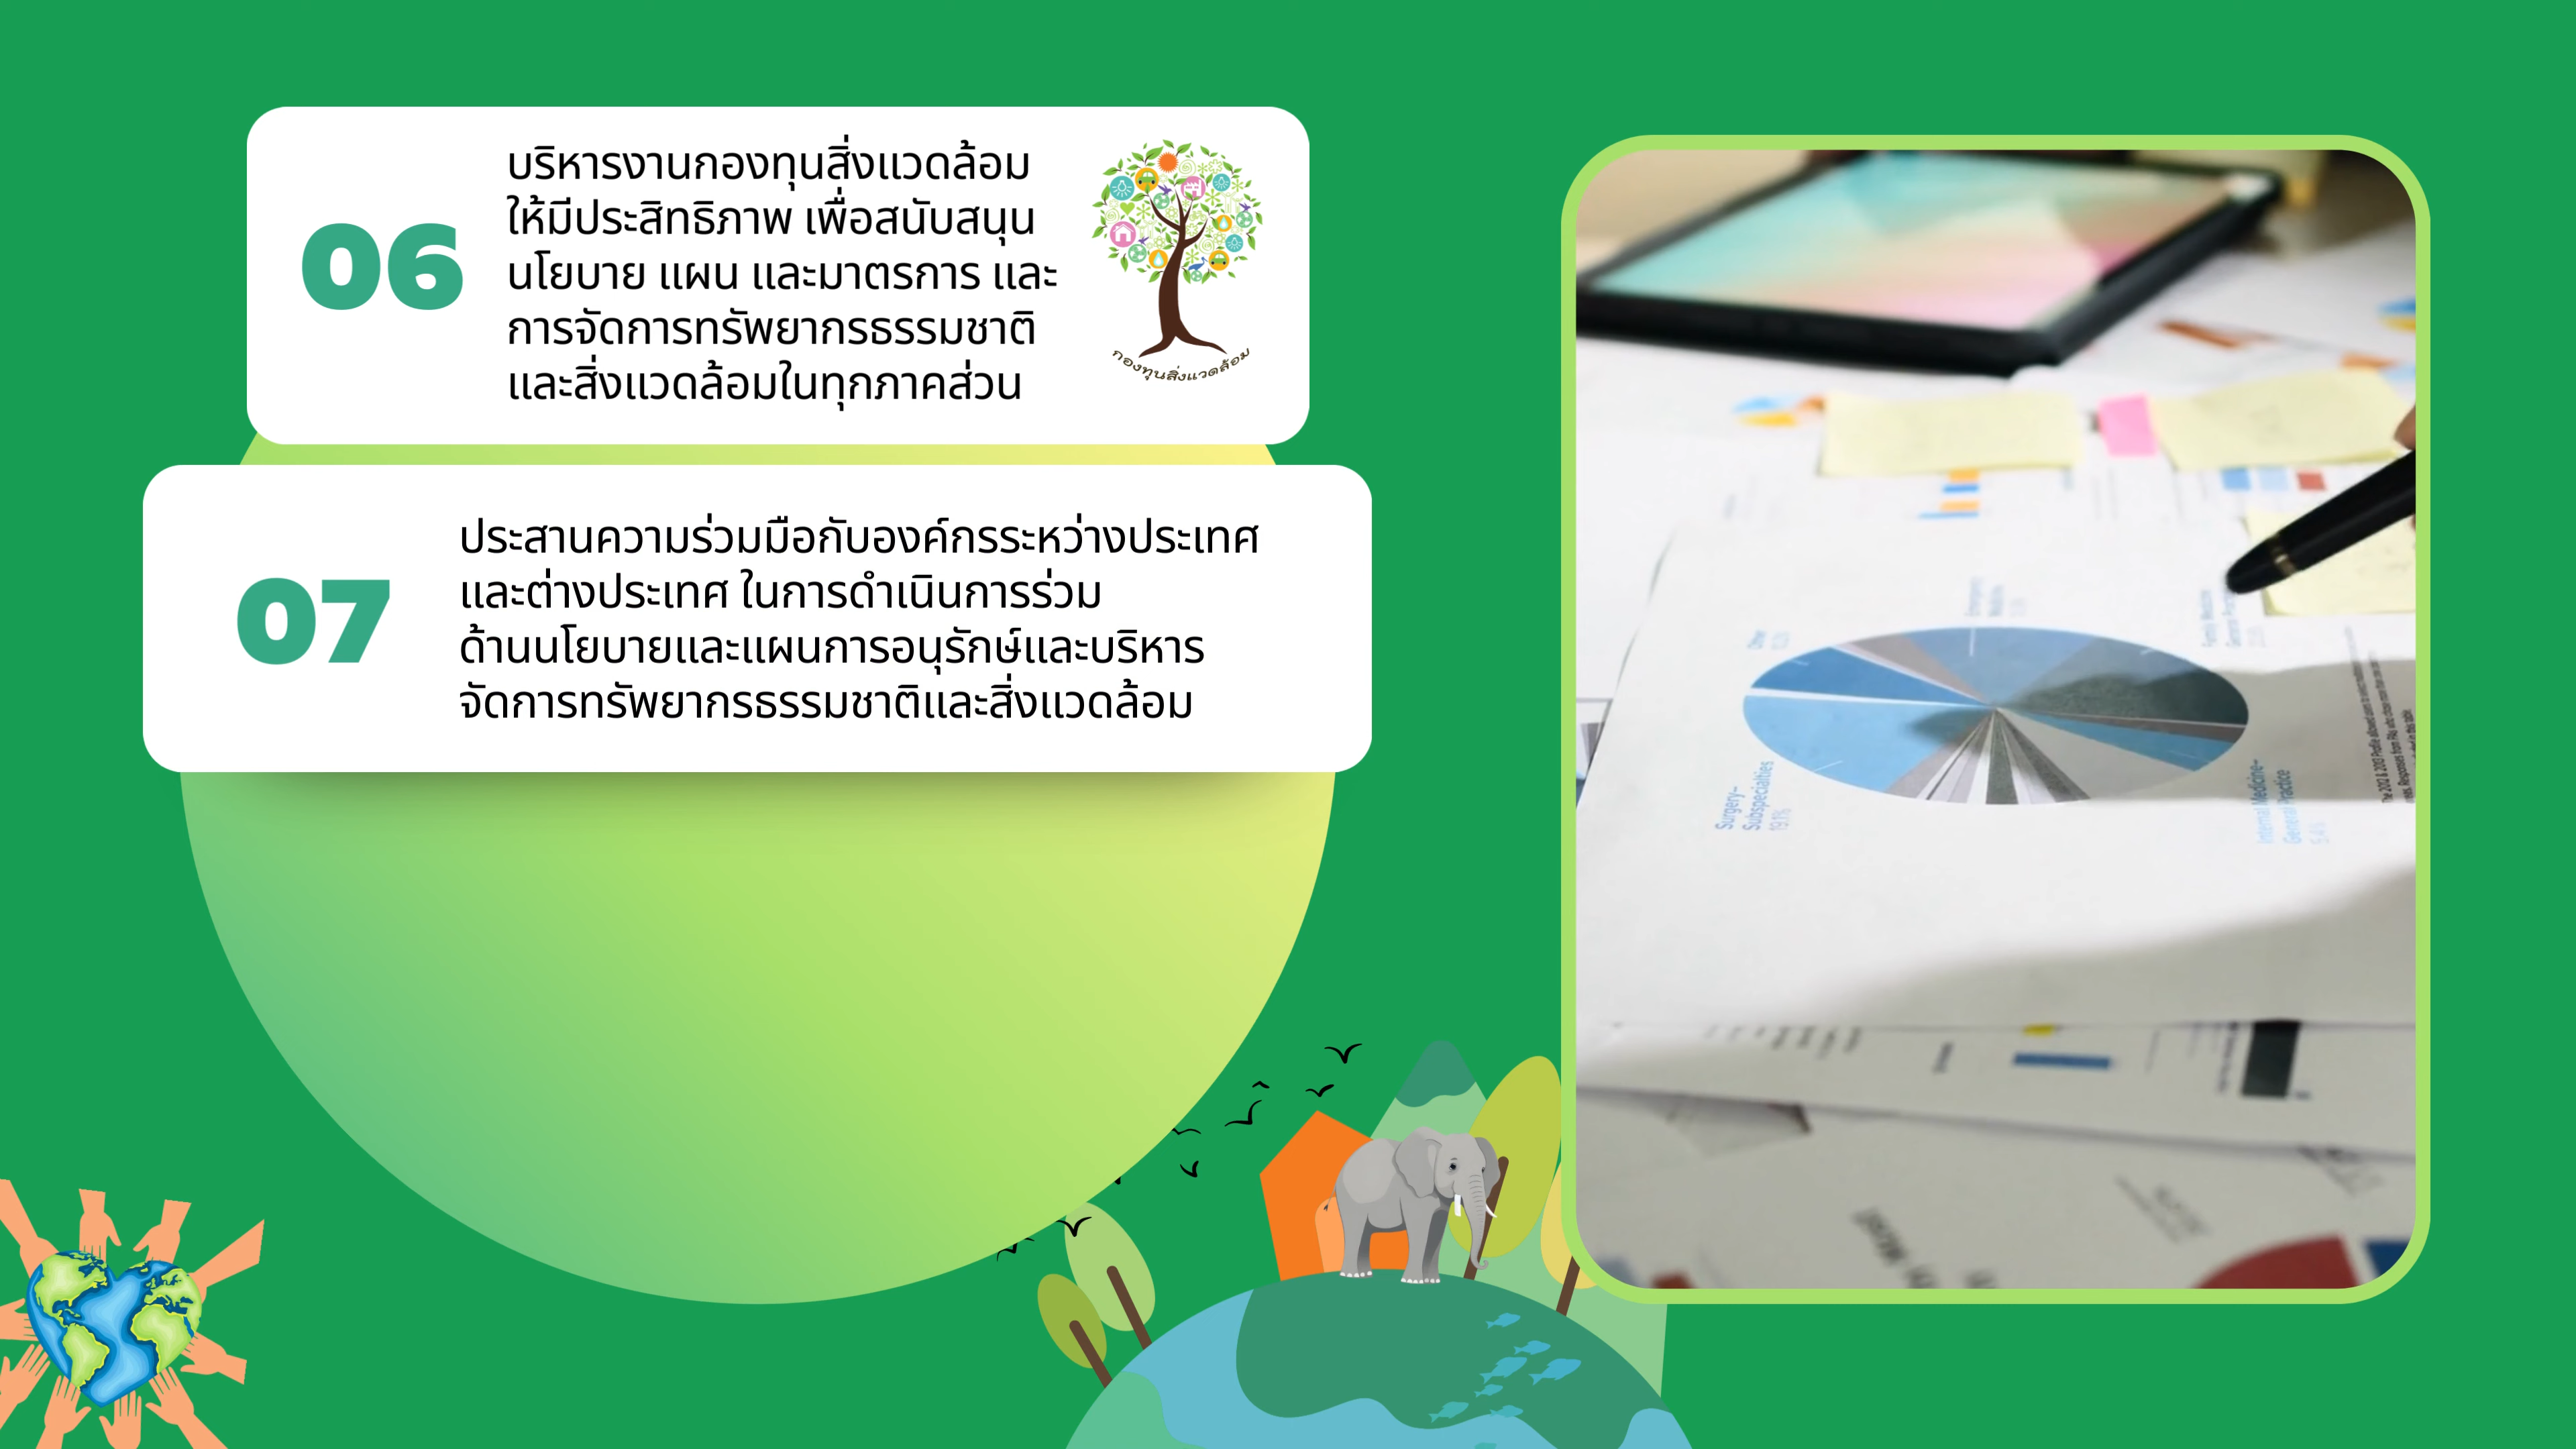 06
บริหารงานกองทุนสิ่งแวดล้อม
ให้มีประสิทธิภาพ เพื่อสนับสนุน
นโยบาย แผน และมาตรการ และ
การจัดการทรัพยากรธรรมชาติ
และสิ่งแวดล้อมในทุกภาคส่วน
กองทุนสิ่งแวดล้อม
07
ประสานความร่วมมือกับองค์กรระหว่างประเทศ
และต่างประเทศ ในการดำเนินการร่วม
ด้านนโยบายและแผนการอนุรักษ์และบริหาร
จัดการทรัพยากรธรรมชาติและสิ่งแวดล้อม
Surgery–
Subspecialties
19.1%
Internal Medicine–
General Practice
5.4%